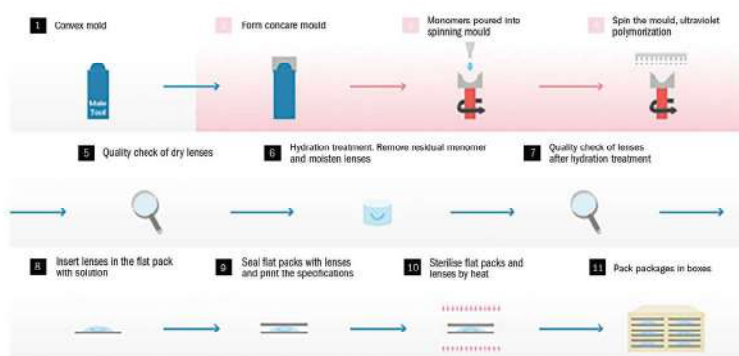 1 Convex mold
2 Form concare mould
3 Monomers poured into
spinning mould
4 Spin the mould, ultraviolet
polymorization
Male
Tool
5 Quality check of dry lenses
6 Hydration treatment. Remove residual monomer
and moisten lenses
7 Quality check of lenses
after hydration treatment
8 Insert lenses in the flat pack
with solution
9 Seal flat packs with lenses
and print the specifications
10 Sterilise flat packs and
lenses by heat
11 Pack packages in boxes